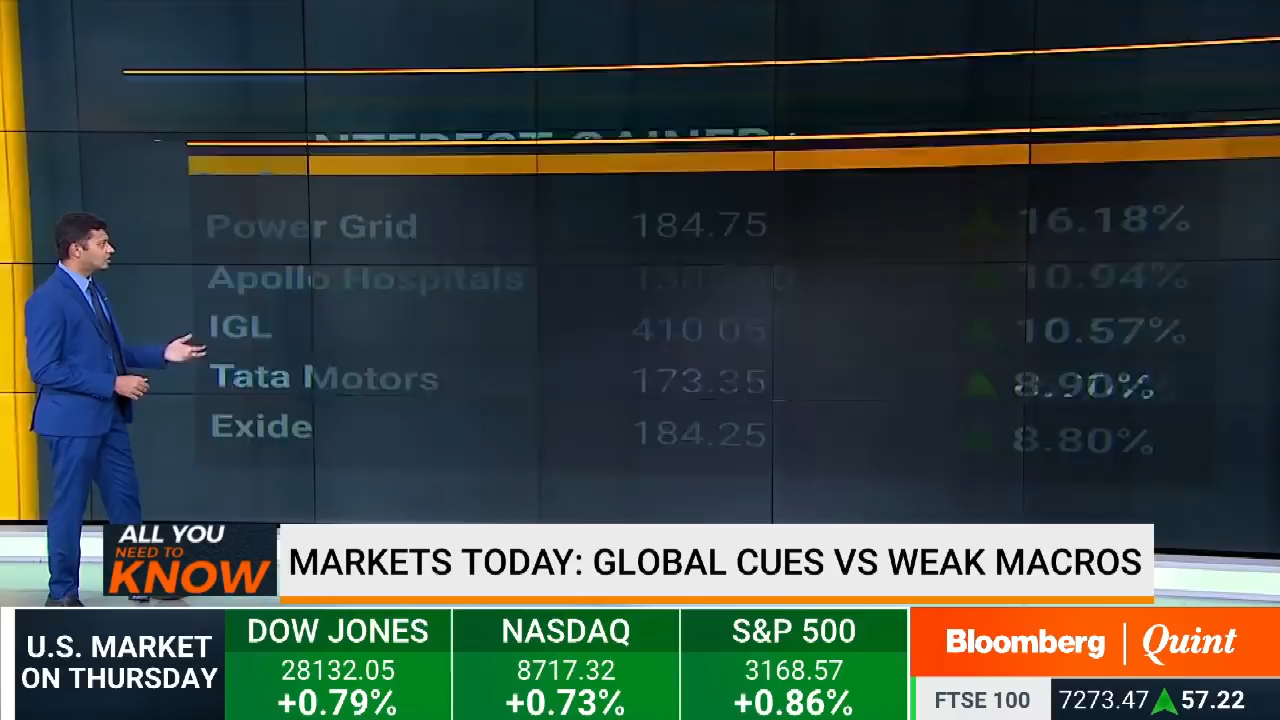 Power Grid 184.75 ▲ 16.18%
Apollo Hospitals 10.94%
IGL 410.05 ▲ 10.57%
Tata Motors 173.35 ▲ 8.90%
Exide 184.25 ▲ 8.80%
ALL YOU
NEED TO
KNOW
MARKETS TODAY: GLOBAL CUES VS WEAK MACROS
U.S. MARKET
ON THURSDAY
DOW JONES
28132.05
+0.79%
NASDAQ
8717.32
+0.73%
S&P 500
3168.57
+0.86%
Bloomberg | Quint
FTSE 100 7273.47 ▲ 57.22